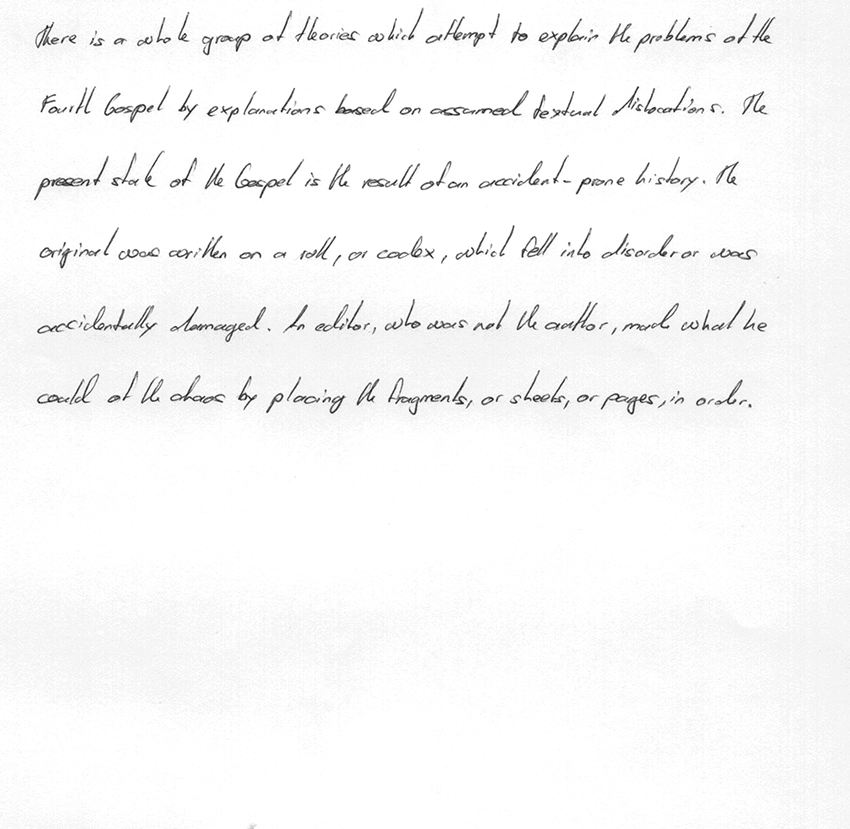 There is a whole group of theories which attempt to explain the problems of the
Fourth Gospel by explanations based on assumed textual dislocations. The
present state of the Gospel is the result of an accident-prone history. The
original was written on a roll, or codex, which fell into disorder or was
accidentally damaged. An editor, who was not the author, made what he
could of the chaos by placing the fragments, or sheets, or pages, in order.